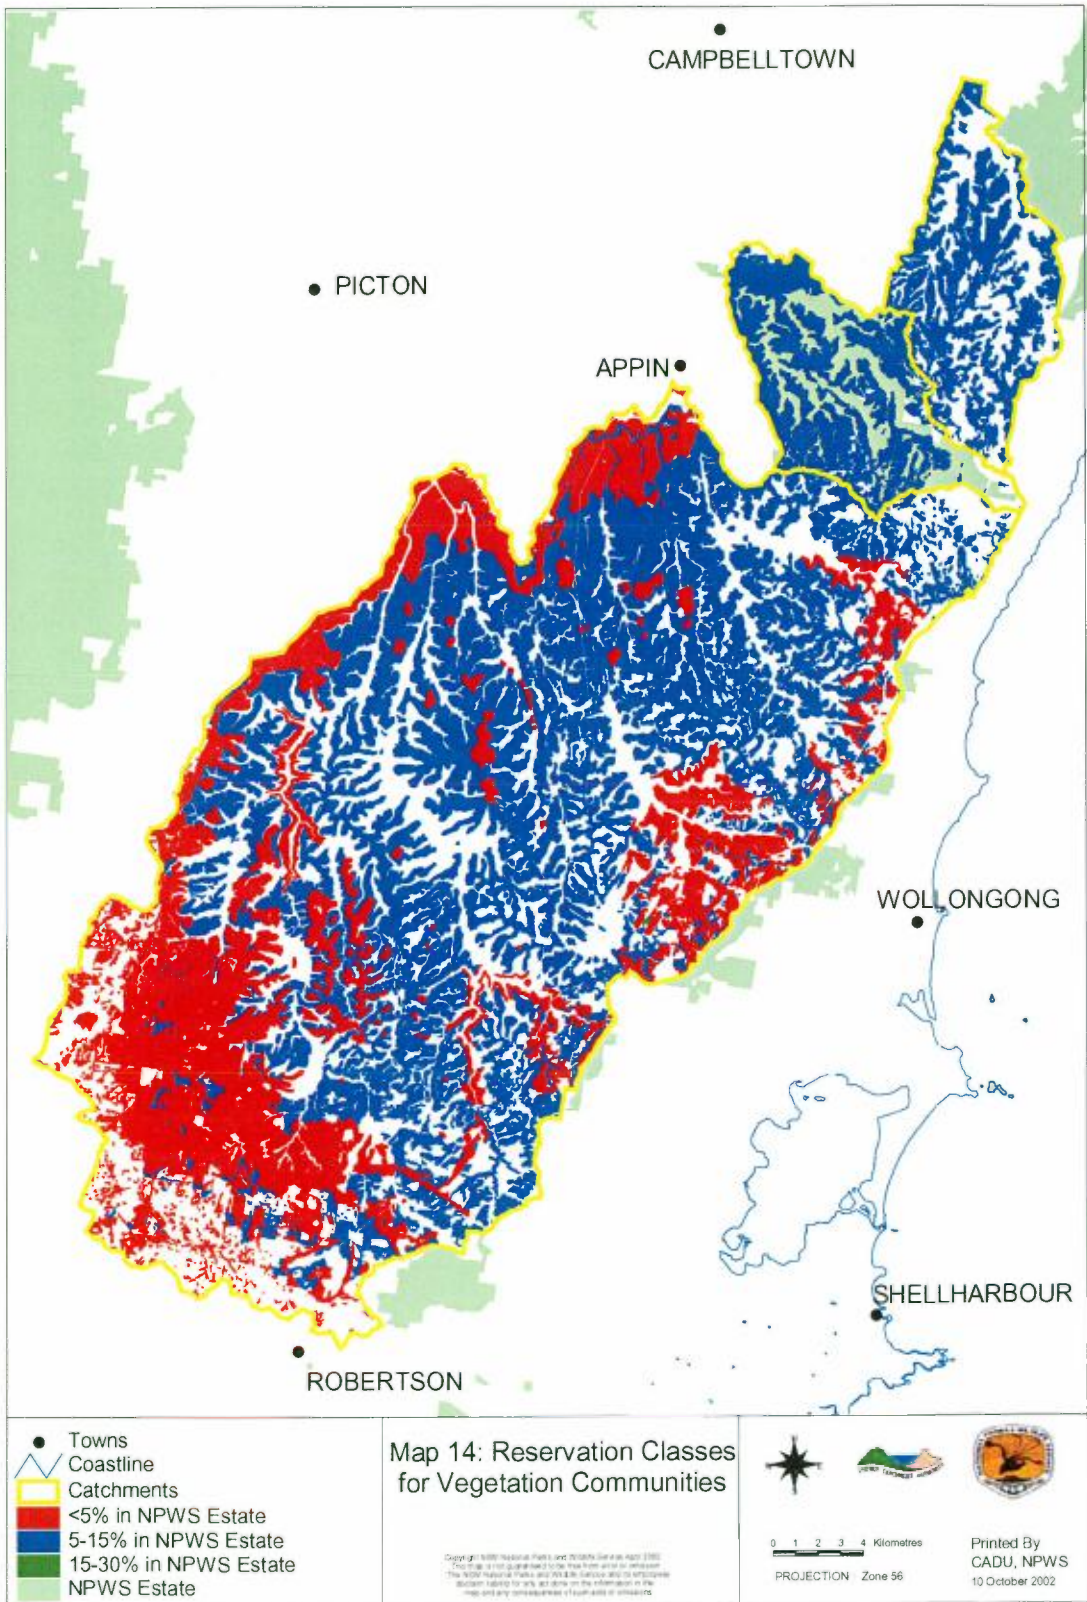 CAMPBELLTOWN
PICTON
APPIN
WOLLONGONG
SHELLHARBOUR
ROBERTSON
Towns
Coastline
Catchments
<5% in NPWS Estate
5-15% in NPWS Estate
15-30% in NPWS Estate
NPWS Estate
Map 14: Reservation Classes
for Vegetation Communities
0 1 2 3 4 Kilometres
PROJECTION Zone 56
Printed By
CADU, NPWS
10 October 2002